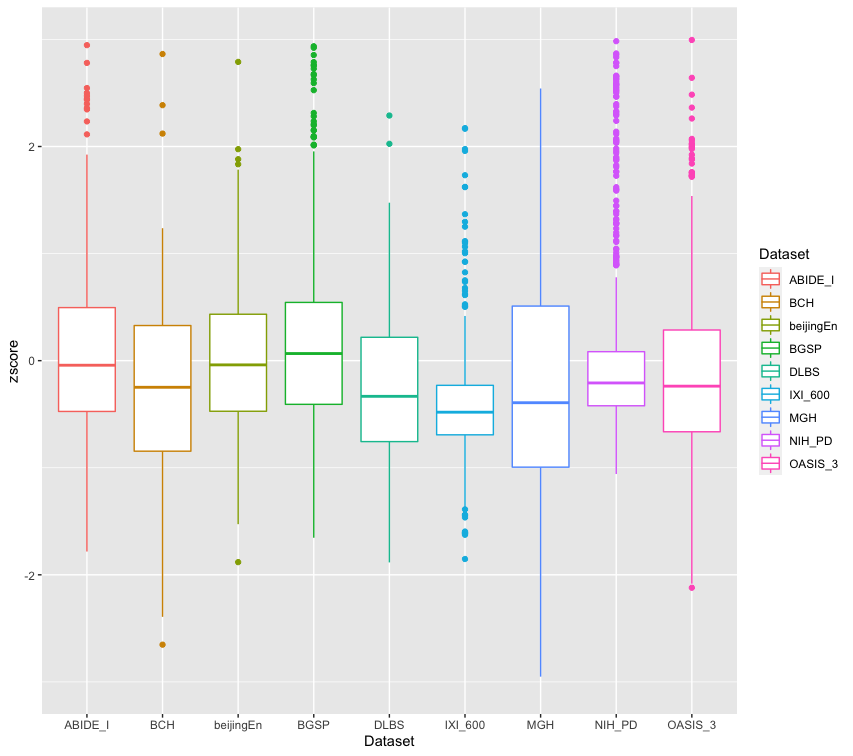 zscore
2
0
-2
ABIDE_I BCH beijingEn BGSP DLBS IXI_600 MGH NIH_PD OASIS_3
Dataset
Dataset
ABIDE_I
BCH
beijingEn
BGSP
DLBS
IXI_600
MGH
NIH_PD
OASIS_3